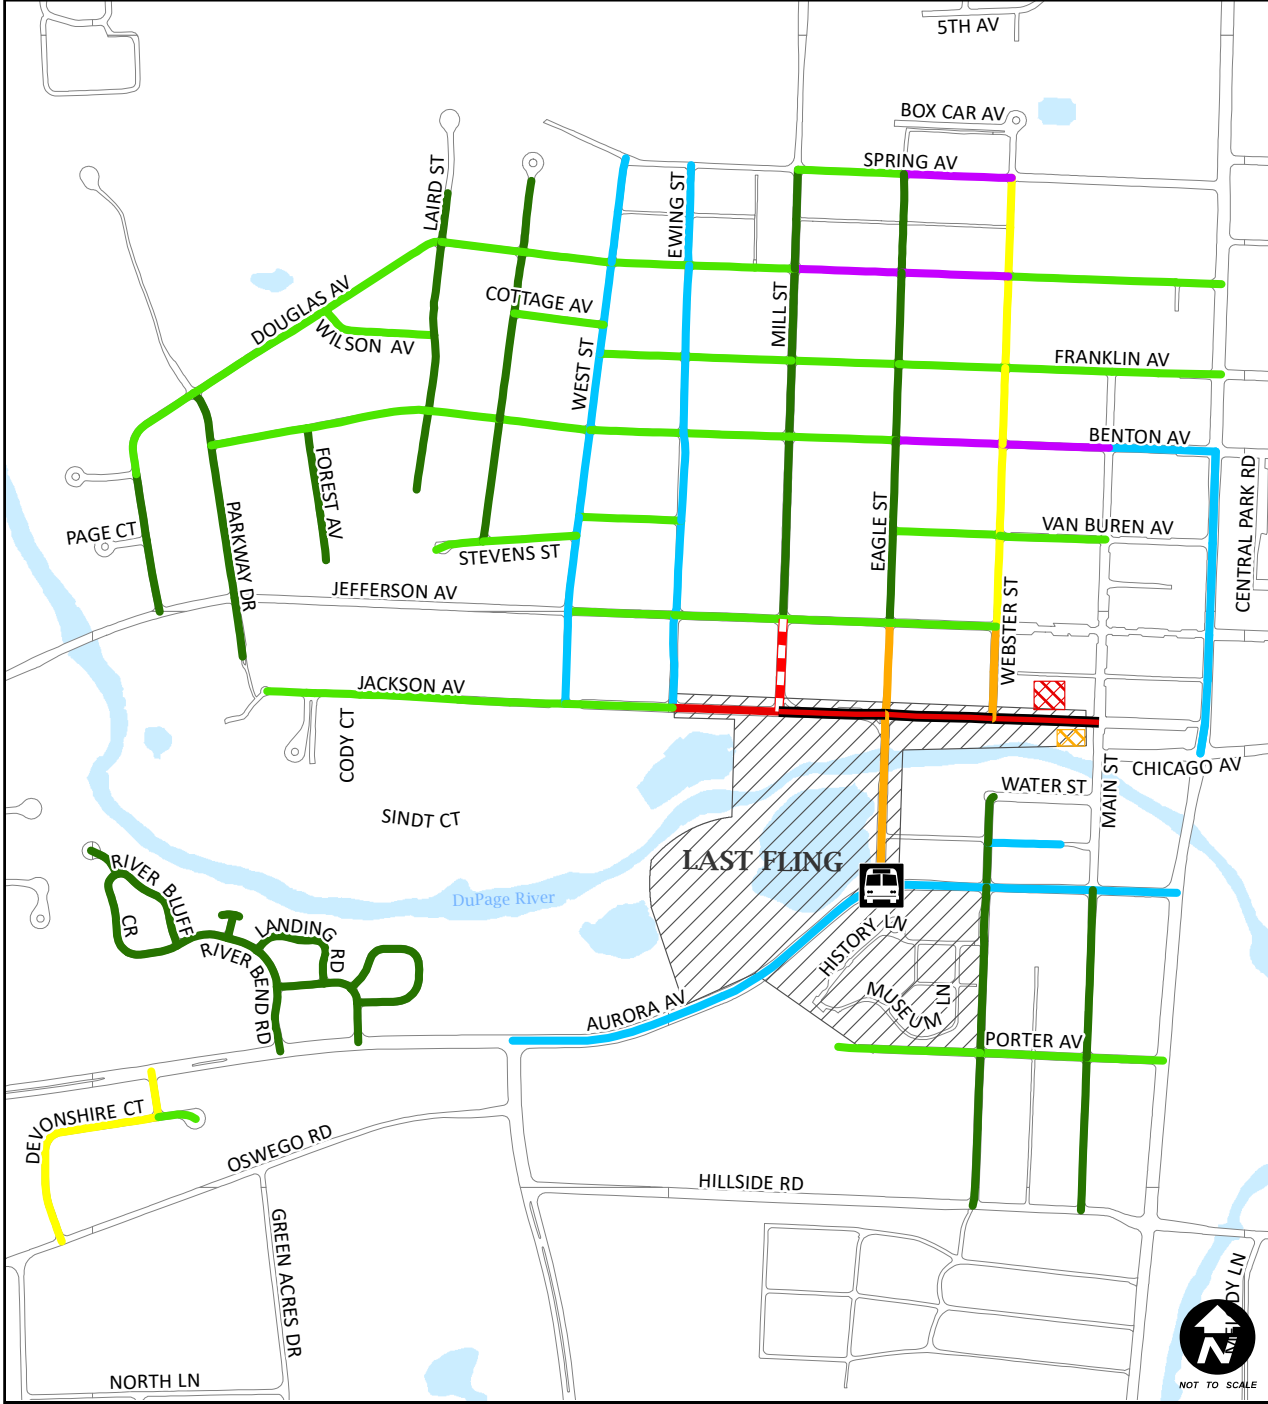 5TH AV
BOX CAR AV
SPRING AV
LAIRD ST
EWING ST
DOUGLAS AV
COTTAGE AV
MILL ST
WILSON AV
WEST ST
FRANKLIN AV
BENTON AV
FOREST AV
EAGLE ST
CENTRAL PARK RD
PAGE CT
PARKWAY DR
VAN BUREN AV
STEVENS ST
JEFFERSON AV
WEBSTER ST
JACKSON AV
CODY CT
CHICAGO AV
MAIN ST
WATER ST
SINDT CT
LAST FLING
RIVER BLUFF
CR
DuPage River
LANDING
RD
RIVER BEND RD
HISTORY LN
MUSEUM
LN
AURORA AV
PORTER AV
DEVONSHIRE CT
OSWEGO RD
HILLSIDE RD
GREEN ACRES DR
NORTH LN
DY LN
N
NOT TO SCALE